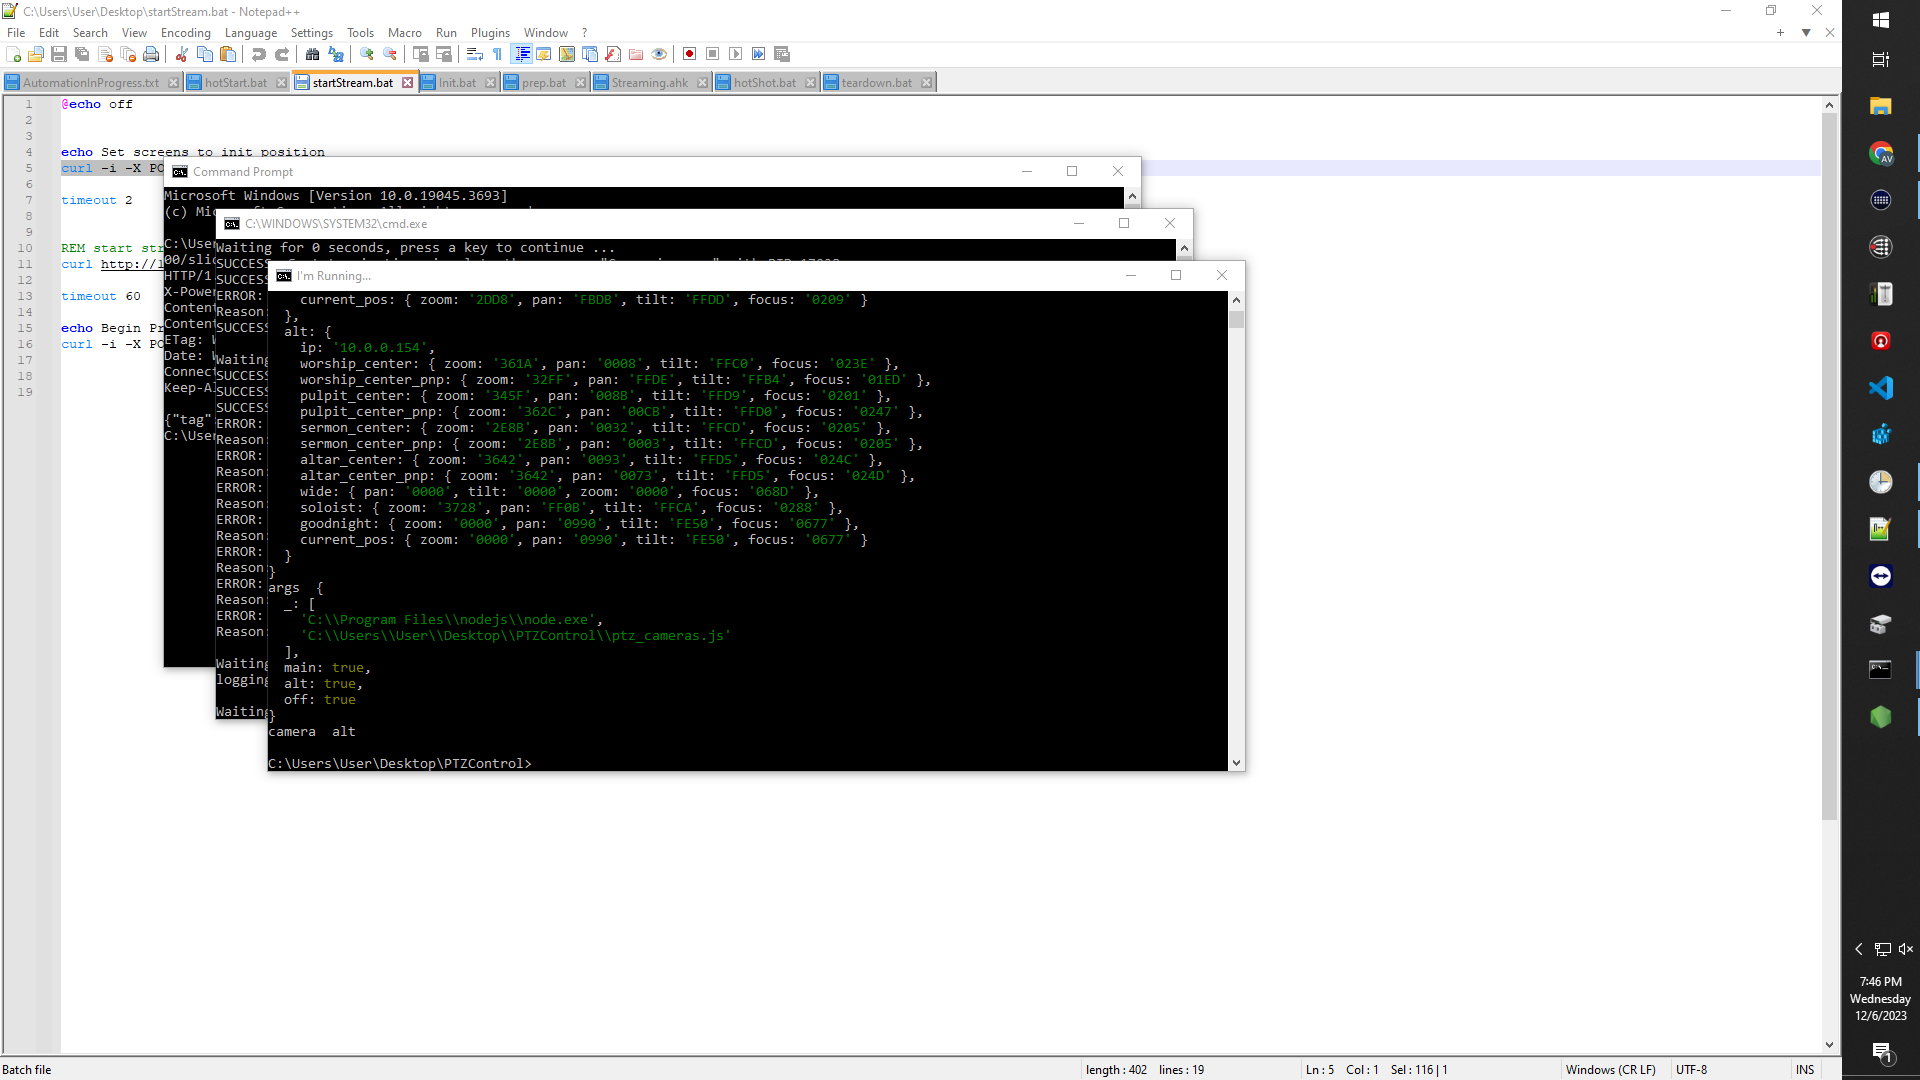 C:\Users\User\Desktop\startStream.bat - Notepad++
File Edit Search View Encoding Language Settings Tools Macro Run Plugins Window ?
AutomationInProgress.txt hotStart.bat startStream.bat Init.bat prep.bat Streaming.ahk hotShot.bat teardown.bat
1 @echo off
2
3
4 echo Set screens to init position
5 curl -i -X PO
6
7 timeout 2
8
9
10 REM start str
11 curl http://l
12
13 timeout 60
14
15 echo Begin Pr
16 curl -i -X PO
17
18
19
Command Prompt
Microsoft Windows [Version 10.0.19045.3693]
(c) Mi
C:\User
00/slid
HTTP/1
X-Power
Content
Content
ETag: W
Date: W
Connect
Keep-Al
{"tag"
C:\User
C:\WINDOWS\SYSTEM32\cmd.exe
Waiting for 0 seconds, press a key to continue ...
SUCCESS
SUCCESS
ERROR:
Reason:
SUCCESS
Waiting
SUCCESS
SUCCESS
SUCCESS
ERROR:
Reason:
ERROR:
Reason:
ERROR:
Reason:
ERROR:
Reason:
ERROR:
Reason:
ERROR:
Reason:
ERROR:
Reason:
Waiting
logging
Waiting
I'm Running...
current_pos: { zoom: '2DD8', pan: 'FBDB', tilt: 'FFDD', focus: '0209' }
},
alt: {
ip: '10.0.0.154',
worship_center: { zoom: '361A', pan: '0008', tilt: 'FFC0', focus: '023E' },
worship_center_pnp: { zoom: '32FF', pan: 'FFDE', tilt: 'FFB4', focus: '01ED' },
pulpit_center: { zoom: '345F', pan: '008B', tilt: 'FFD9', focus: '0201' },
pulpit_center_pnp: { zoom: '362C', pan: '00CB', tilt: 'FFD0', focus: '0247' },
sermon_center: { zoom: '2E8B', pan: '0032', tilt: 'FFCD', focus: '0205' },
sermon_center_pnp: { zoom: '2E8B', pan: '0003', tilt: 'FFCD', focus: '0205' },
altar_center: { zoom: '3642', pan: '0093', tilt: 'FFD5', focus: '024C' },
altar_center_pnp: { zoom: '3642', pan: '0073', tilt: 'FFD5', focus: '024D' },
wide: { pan: '0000', tilt: '0000', zoom: '0000', focus: '068D' },
soloist: { zoom: '3728', pan: 'FF0B', tilt: 'FFCA', focus: '0288' },
goodnight: { zoom: '0000', pan: '0990', tilt: 'FE50', focus: '0677' },
current_pos: { zoom: '0000', pan: '0990', tilt: 'FE50', focus: '0677' }
}
}
args {
_: [
'C:\\Program Files\\nodejs\\node.exe',
'C:\\Users\\User\\Desktop\\PTZControl\\ptz_cameras.js'
],
main: true,
alt: true,
off: true
}
camera alt
C:\Users\User\Desktop\PTZControl>
AV
7:46 PM
Wednesday
12/6/2023
1
Batch file length : 402 lines : 19 Ln : 5 Col : 1 Sel : 116 | 1 Windows (CR LF) UTF-8 INS